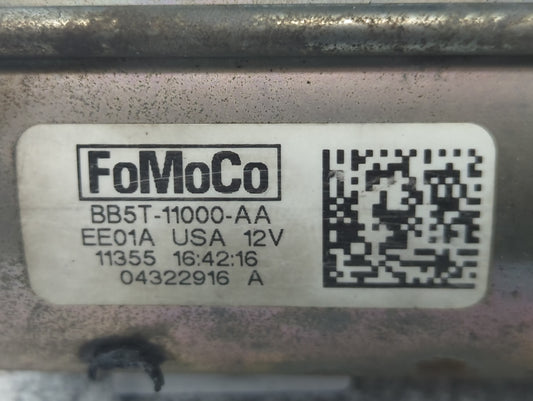 FoMoCo
BB5T-11000-AA
EE01A USA 12V
11355 16:42:16
04322916 A